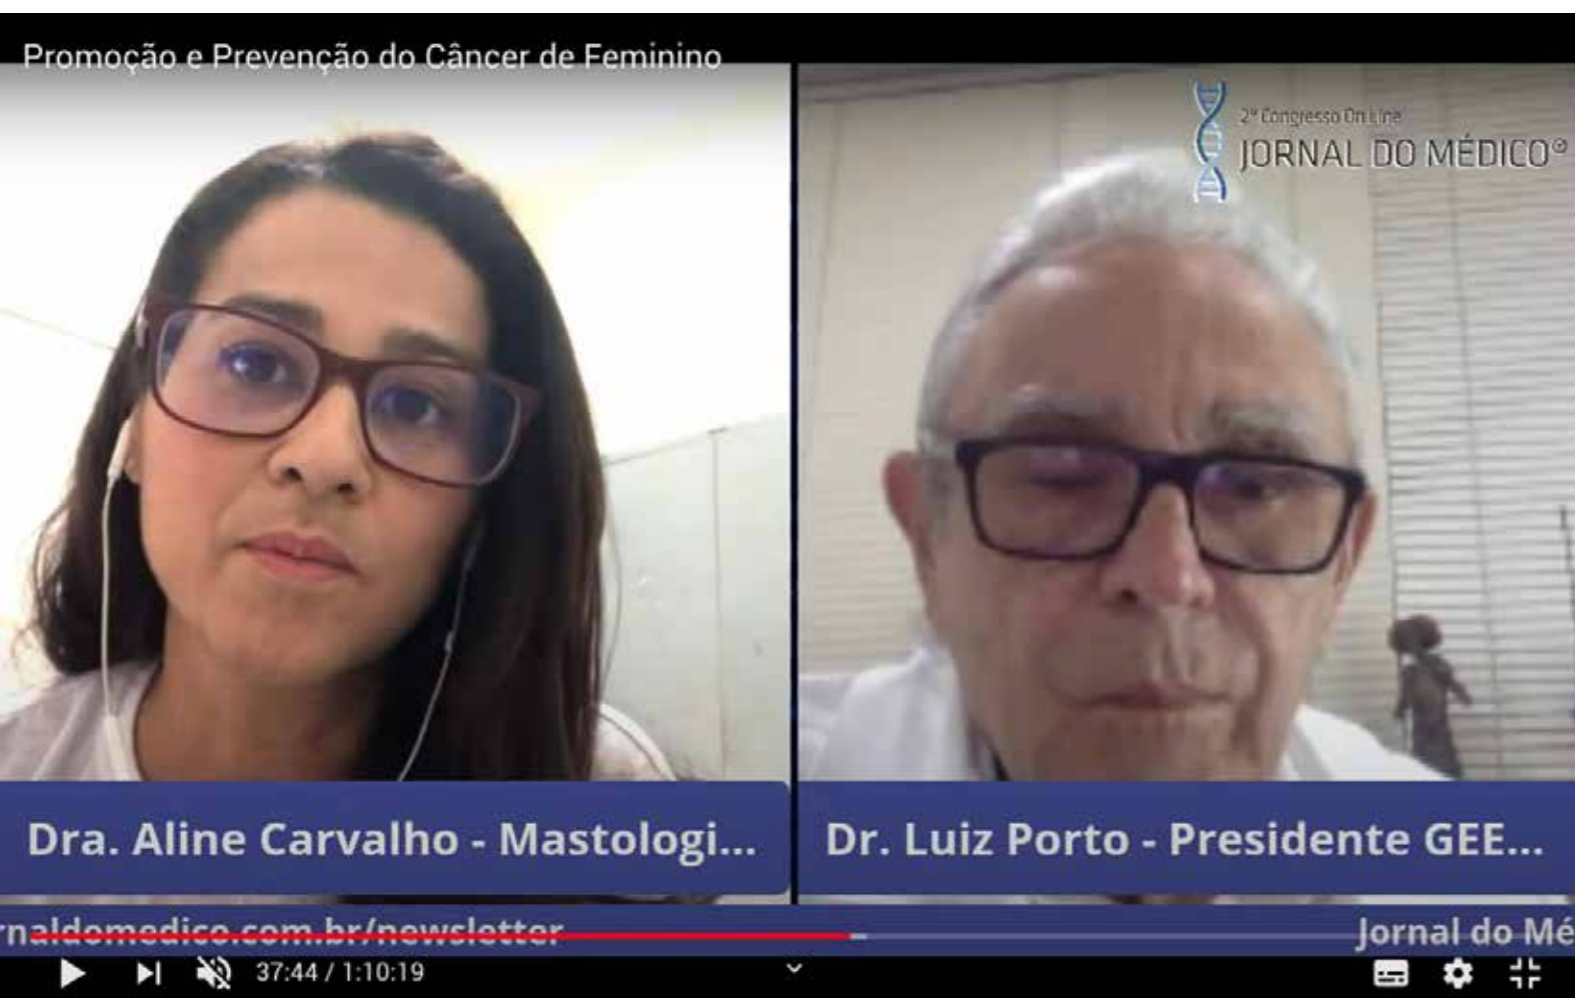 Promoção e Prevenção do Câncer de Feminino
2º Congresso On Line
JORNAL DO MÉDICO®
Dra. Aline Carvalho - Mastologi...
Dr. Luiz Porto - Presidente GEE...
rnaldomedico.com.br/newsletter
Jornal do Mé
37:44 / 1:10:19